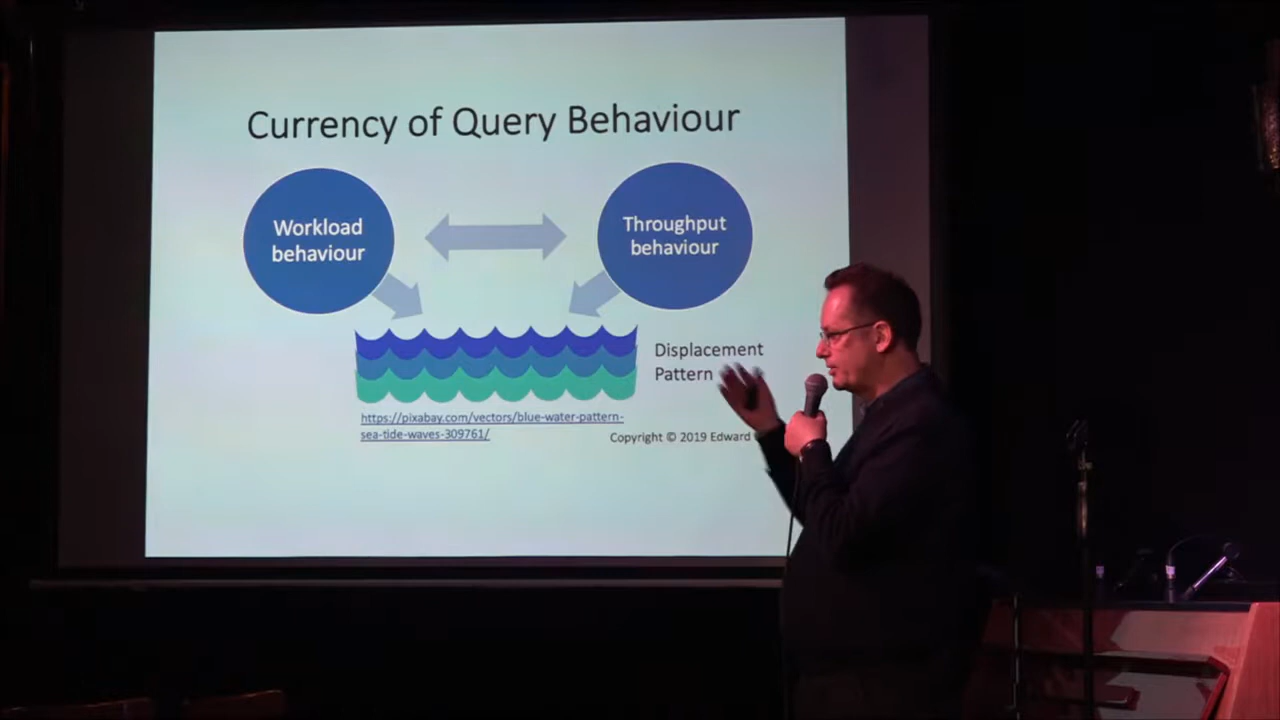 Currency of Query Behaviour
Workload
behaviour
Throughput
behaviour
Displacement
Pattern
https://pixabay.com/vectors/blue-water-pattern-
sea-tide-waves-309761/
Copyright © 2019 Edward